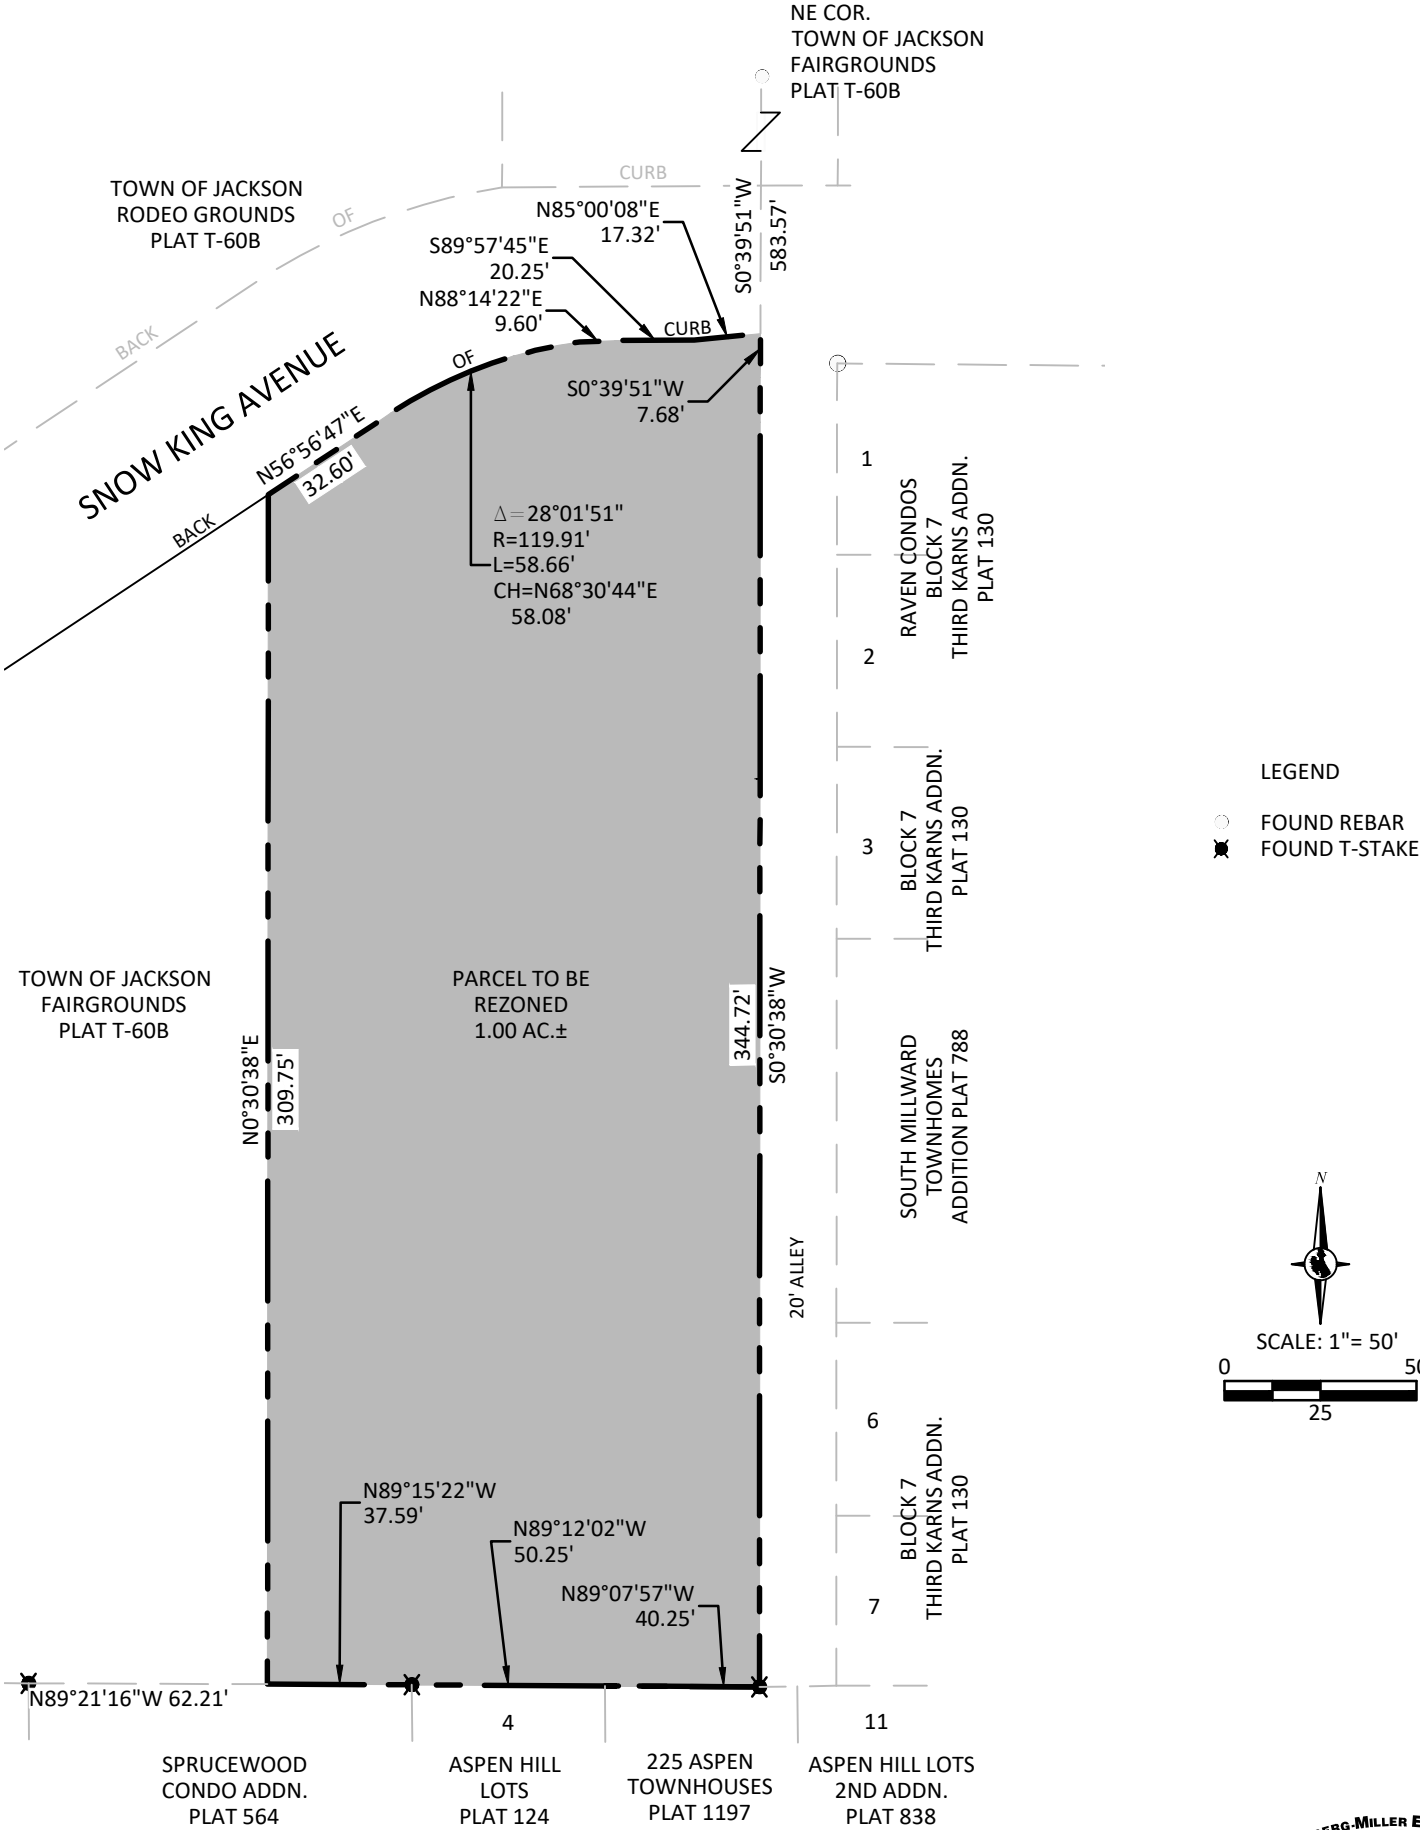 NE COR.
TOWN OF JACKSON
FAIRGROUNDS
PLAT T-60B
CURB
TOWN OF JACKSON
RODEO GROUNDS
PLAT T-60B
OF
BACK
N85°00'08"E
17.32'
S0°39'51"W
583.57'
S89°57'45"E
20.25'
N88°14'22"E
9.60'
CURB
OF
S0°39'51"W
7.68'
SNOW KING AVENUE
N56°56'47"E
32.60'
BACK
Δ=28°01'51"
R=119.91'
L=58.66'
CH=N68°30'44"E
58.08'
1
RAVEN CONDOS
BLOCK 7
THIRD KARNS ADDN.
PLAT 130
2
LEGEND
FOUND REBAR
FOUND T-STAKE
3
BLOCK 7
THIRD KARNS ADDN.
PLAT 130
TOWN OF JACKSON
FAIRGROUNDS
PLAT T-60B
PARCEL TO BE
REZONED
1.00 AC.±
N0°30'38"E
309.75'
344.72'
S0°30'38"W
SOUTH MILLWARD
TOWNHOMES
ADDITION PLAT 788
20' ALLEY
N
SCALE: 1"= 50'
0
25
6
BLOCK 7
THIRD KARNS ADDN.
PLAT 130
7
N89°15'22"W
37.59'
N89°12'02"W
50.25'
N89°07'57"W
40.25'
N89°21'16"W 62.21'
4
11
SPRUCEWOOD
CONDO ADDN.
PLAT 564
ASPEN HILL
LOTS
PLAT 124
225 ASPEN
TOWNHOUSES
PLAT 1197
ASPEN HILL LOTS
2ND ADDN.
PLAT 838